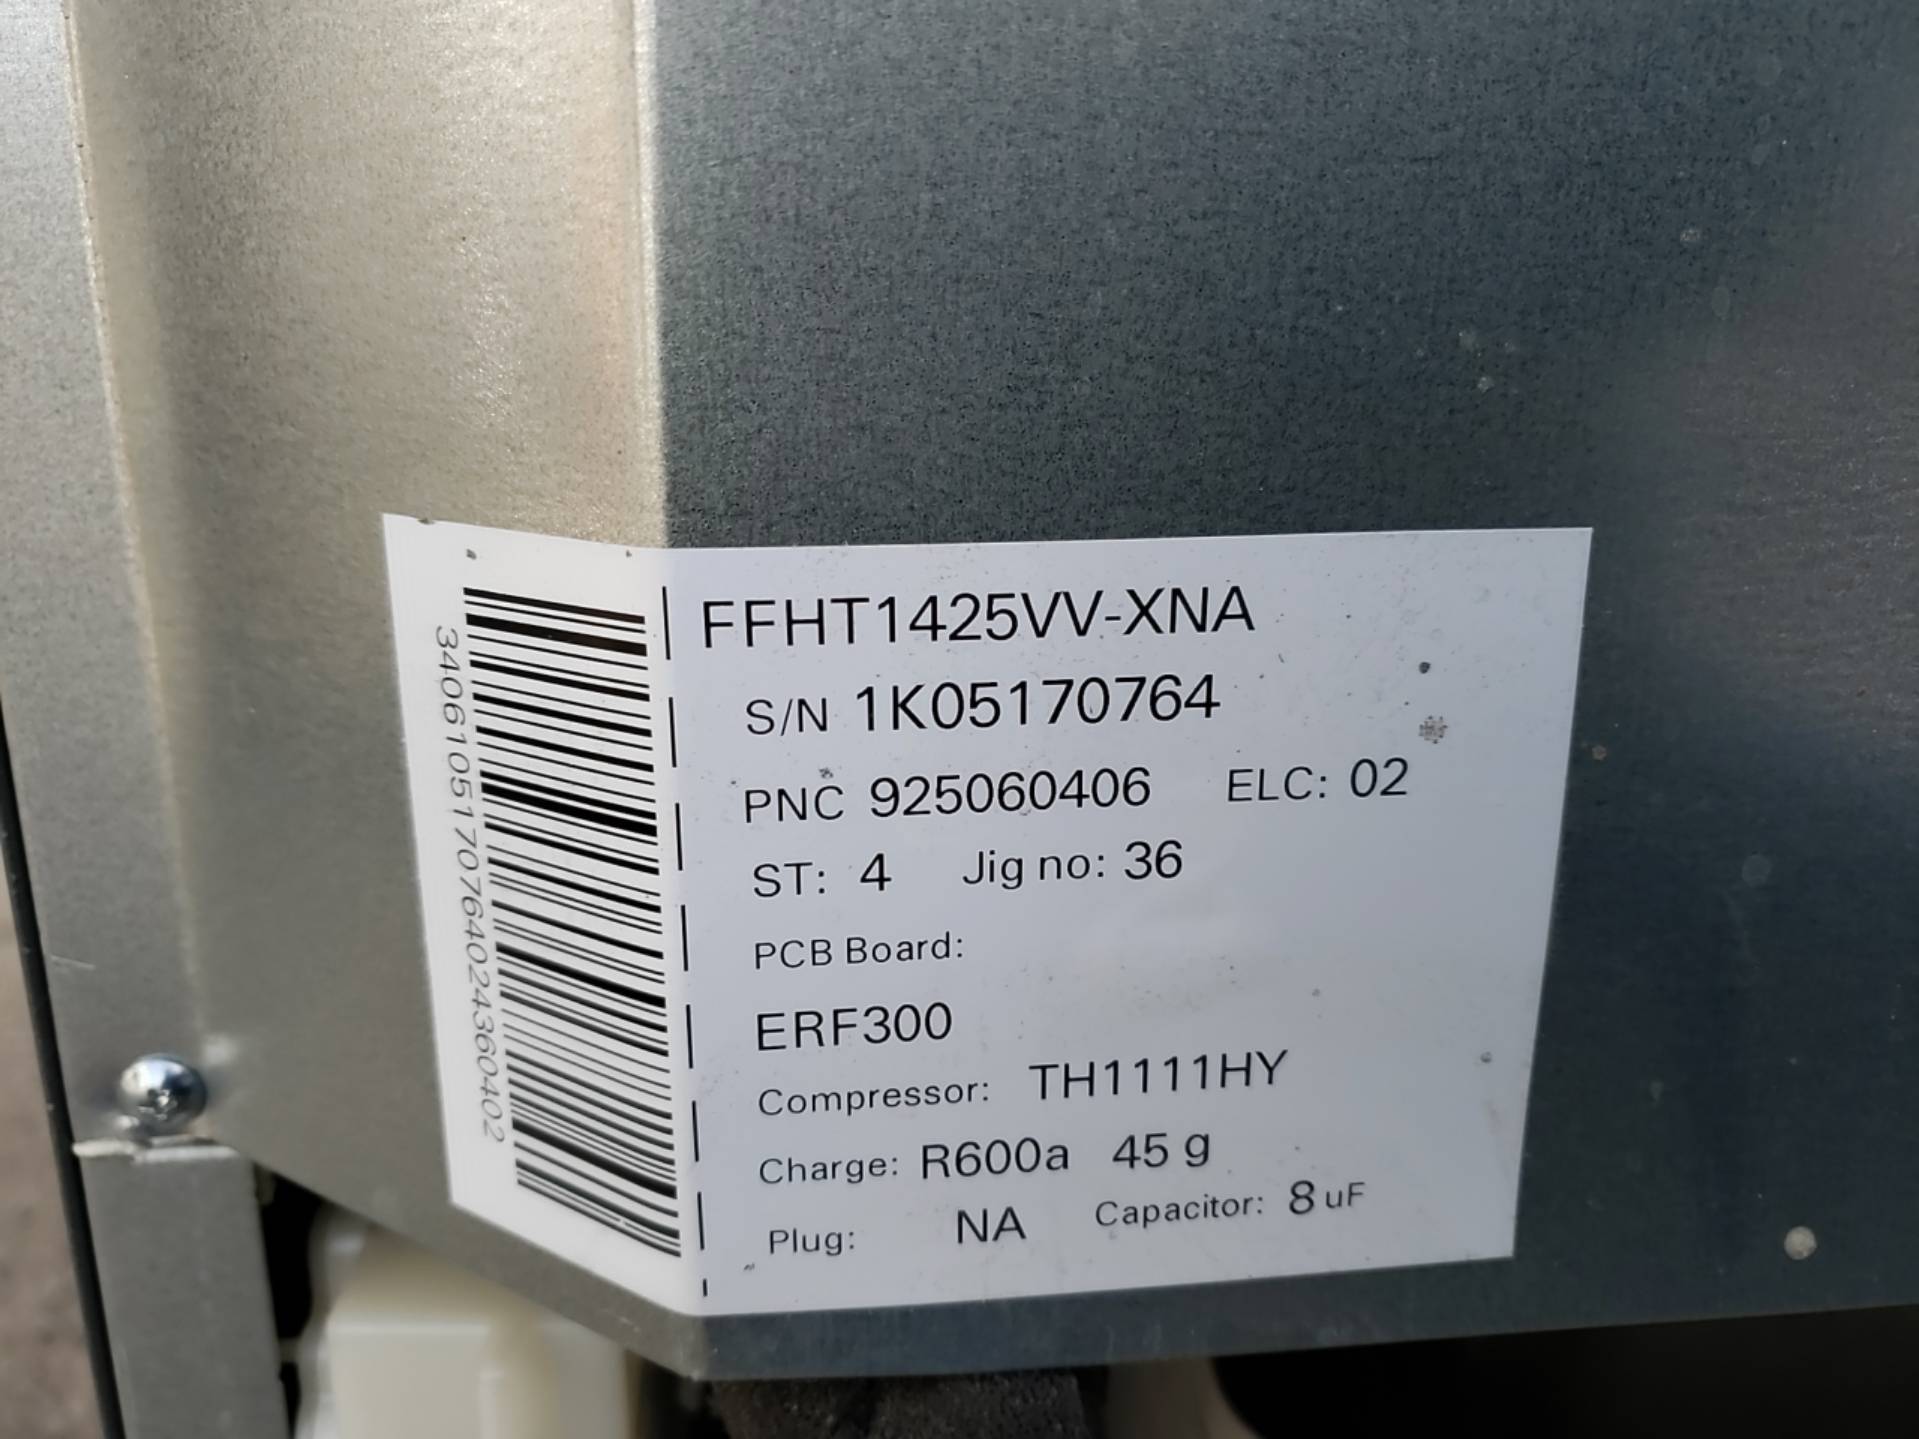 FFHT1425VV-XNA
S/N 1K05170764
PNC 925060406 ELC: 02
ST: 4 Jig no: 36
PCB Board:
ERF300
Compressor: TH1111HY
Charge: R600a 45 g
Plug: NA Capacitor: 8 uF
3406105170764024360402